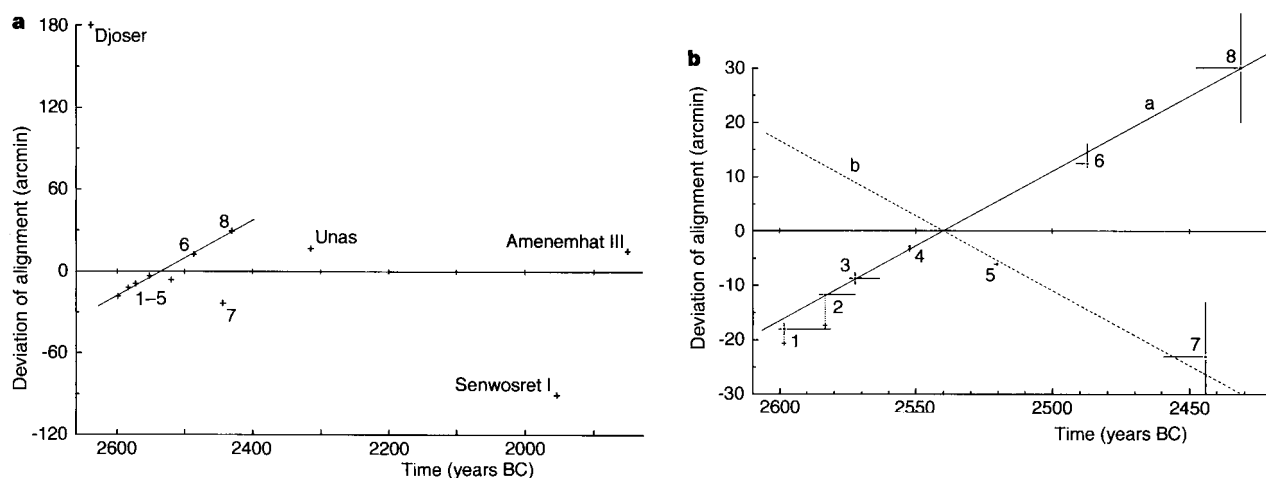 a
Deviation of alignment (arcmin)
180
120
60
0
-60
-120
Djoser
8
6
1–5
7
Unas
Amenemhat III
Senwosret I
2600
2400
2200
2000
Time (years BC)
b
Deviation of alignment (arcmin)
30
20
10
0
-10
-20
-30
8
a
6
b
3
4
5
2
1
7
2600
2550
2500
2450
Time (years BC)